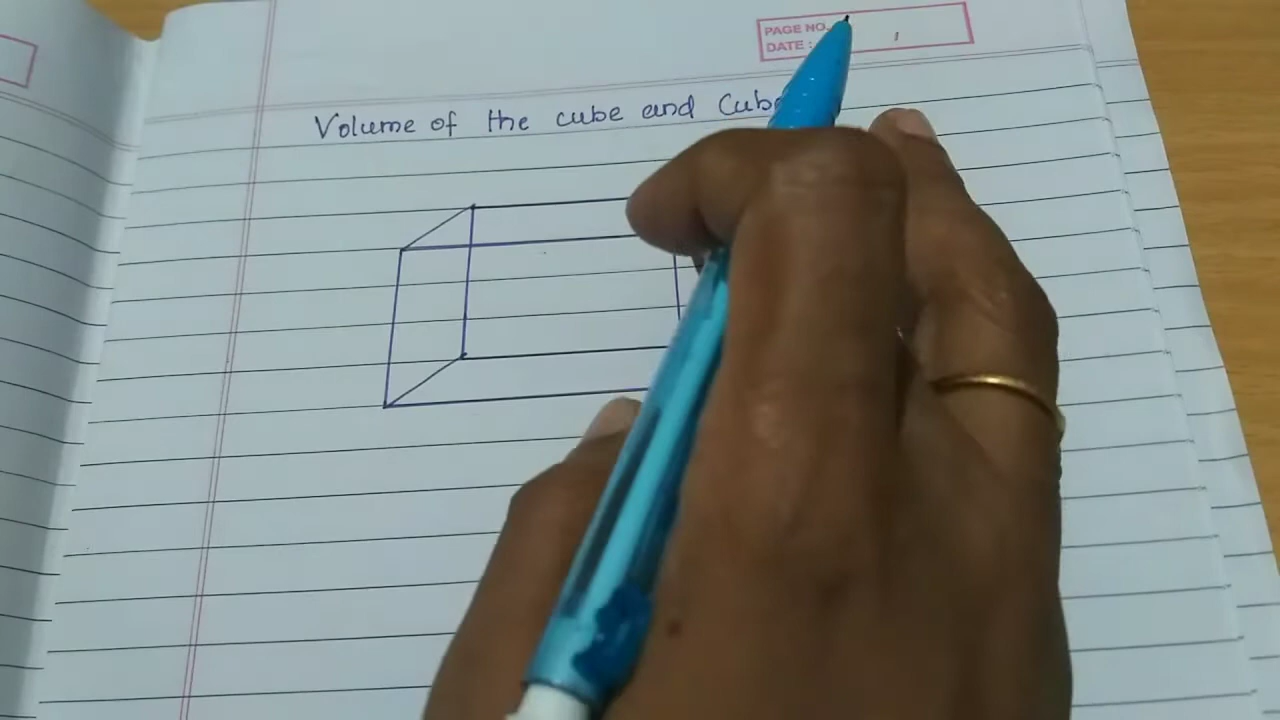 PAGE NO.
DATE :
Volume of the cube and